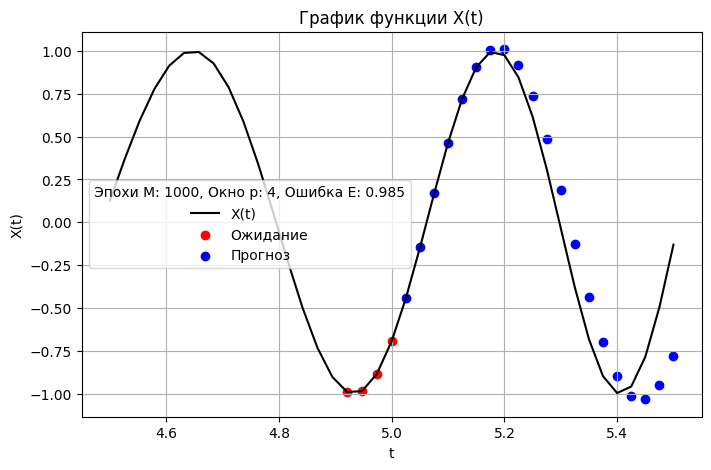 График функции X(t)
1.00
0.75
0.50
0.25
0.00
−0.25
−0.50
−0.75
−1.00
X(t)
Эпохи M: 1000, Окно p: 4, Ошибка E: 0.985
X(t)
Ожидание
Прогноз
4.6 4.8 5.0 5.2 5.4
t